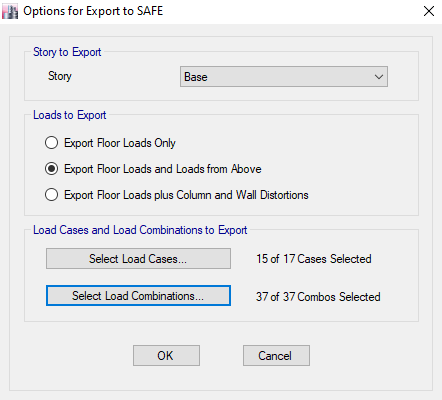 Options for Export to SAFE
Story to Export
Story Base
Loads to Export
Export Floor Loads Only
Export Floor Loads and Loads from Above
Export Floor Loads plus Column and Wall Distortions
Load Cases and Load Combinations to Export
Select Load Cases... 15 of 17 Cases Selected
Select Load Combinations... 37 of 37 Combos Selected
OK Cancel